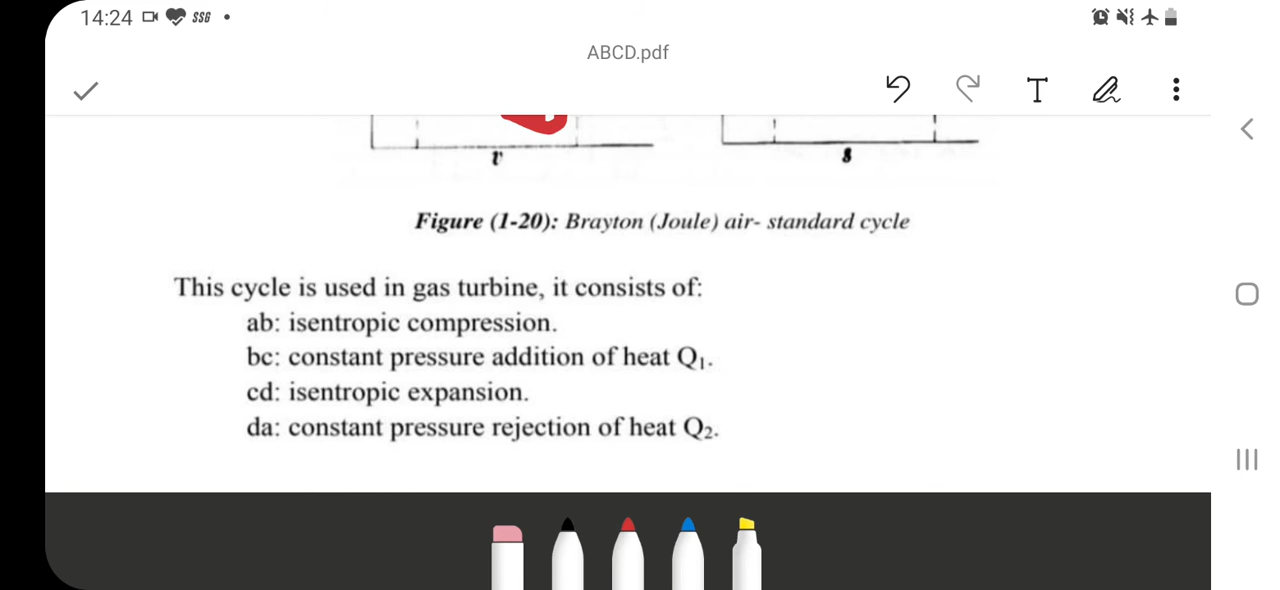 14:24 SSG
ABCD.pdf
T
v s
Figure (1-20): Brayton (Joule) air- standard cycle
This cycle is used in gas turbine, it consists of:
ab: isentropic compression.
bc: constant pressure addition of heat Q₁.
cd: isentropic expansion.
da: constant pressure rejection of heat Q₂.